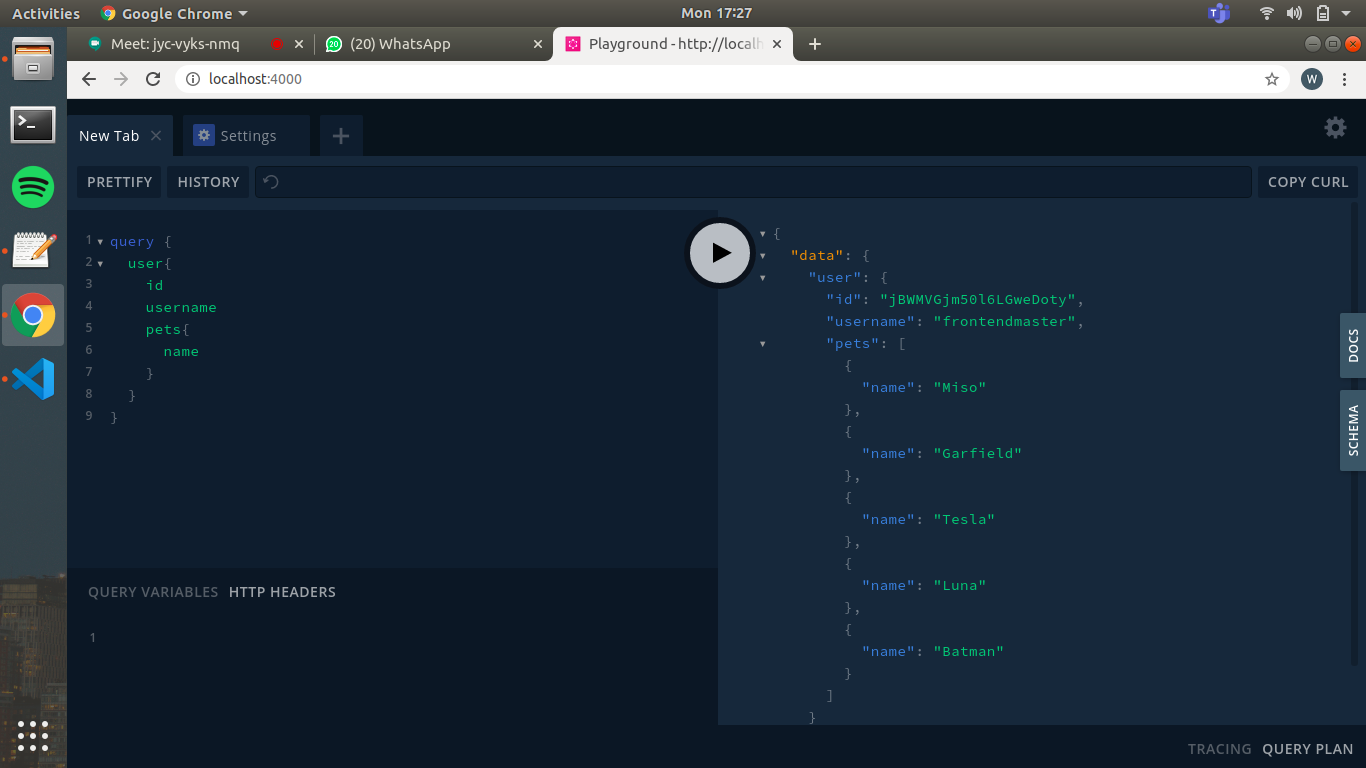 Activities Google Chrome Mon 17:27
Meet: jyc-vyks-nmq (20) WhatsApp Playground - http://localh
localhost:4000 W
New Tab Settings
PRETTIFY HISTORY COPY CURL
1 query {
2 user{
3 id
4 username
5 pets{
6 name
7 }
8 }
9 }
{
"data": {
"user": {
"id": "jBWMVGjm50l6LGweDoty",
"username": "frontendmaster",
"pets": [
{
"name": "Miso"
},
{
"name": "Garfield"
},
{
"name": "Tesla"
},
{
"name": "Luna"
},
{
"name": "Batman"
}
]
}
DOCS
SCHEMA
QUERY VARIABLES HTTP HEADERS
1
TRACING QUERY PLAN